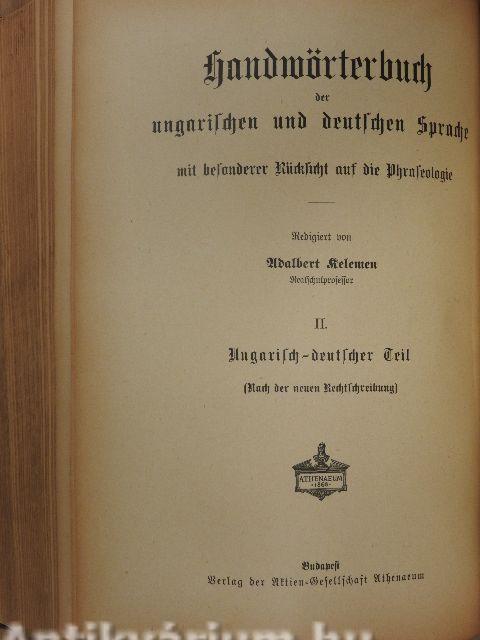 Handwörterbuch
der
ungarischen und deutschen Sprache
mit besonderer Rücksicht auf die Phraseologie
Redigiert von
Adalbert Kelemen
Realschulprofessor
II.
Ungarisch-deutscher Teil
(Nach der neuen Rechtschreibung)
ATHENAEUM
·1868·
Budapest
Verlag der Aktien-Gesellschaft Athenaeum
Antikvárium.hu